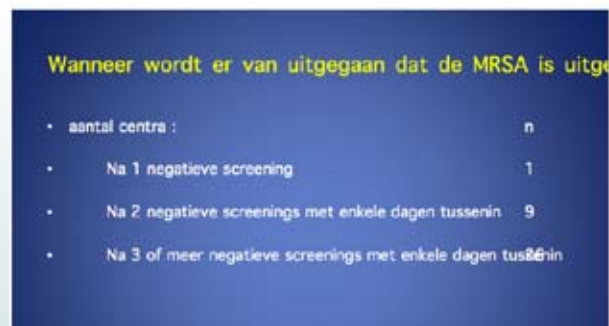 Wanneer wordt er van uitgegaan dat de MRSA is uitge
• aantal centra : n
• Na 1 negatieve screening 1
• Na 2 negatieve screenings met enkele dagen tussenin 9
• Na 3 of meer negatieve screenings met enkele dagen tussenin